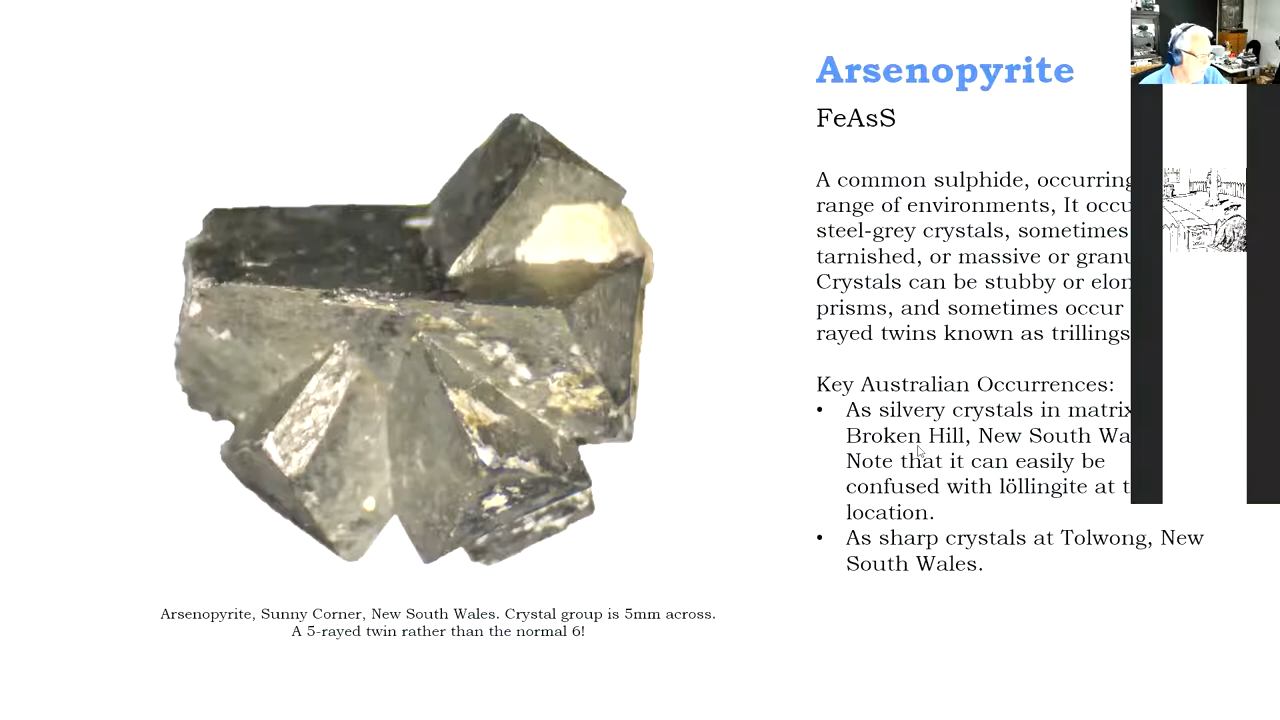 Arsenopyrite
FeAsS
A common sulphide, occurring
range of environments, It occu
steel-grey crystals, sometimes
tarnished, or massive or granu
Crystals can be stubby or elon
prisms, and sometimes occur
rayed twins known as trillings
Key Australian Occurrences:
• As silvery crystals in matrix
Broken Hill, New South Wa
Note that it can easily be
confused with löllingite at t
location.
• As sharp crystals at Tolwong, New
South Wales.
Arsenopyrite, Sunny Corner, New South Wales. Crystal group is 5mm across.
A 5-rayed twin rather than the normal 6!